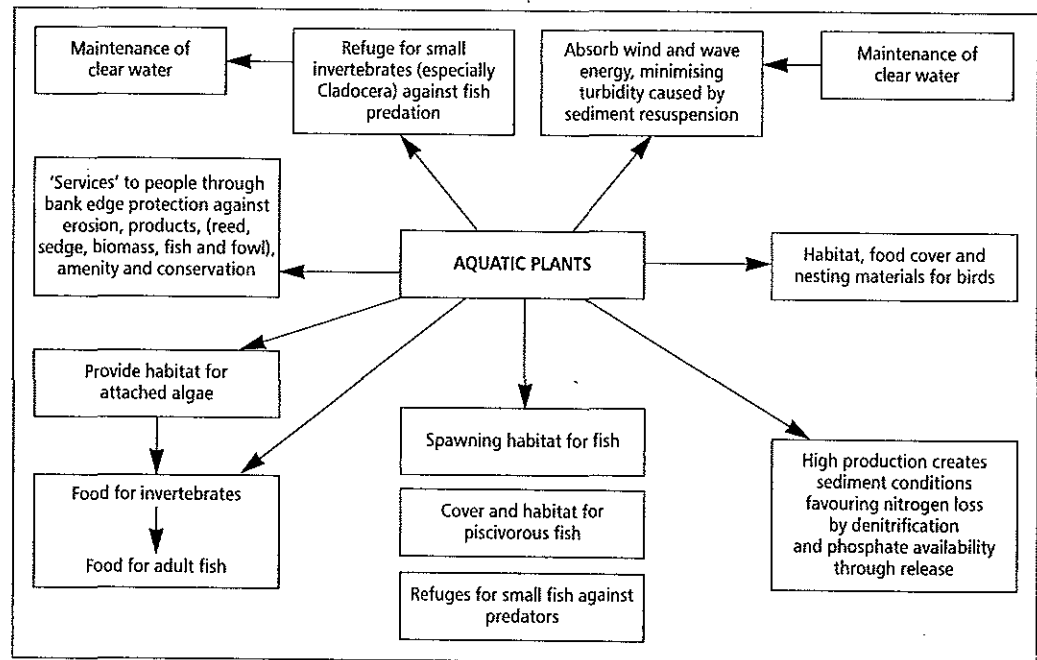 Maintenance of
clear water
Refuge for small
invertebrates (especially
Cladocera) against fish
predation
Absorb wind and wave
energy, minimising
turbidity caused by
sediment resuspension
Maintenance of
clear water
'Services' to people through
bank edge protection against
erosion, products, (reed,
sedge, biomass, fish and fowl),
amenity and conservation
AQUATIC PLANTS
Habitat, food cover and
nesting materials for birds
Provide habitat for
attached algae
Food for invertebrates
Food for adult fish
Spawning habitat for fish
Cover and habitat for
piscivorous fish
Refuges for small fish against
predators
High production creates
sediment conditions
favouring nitrogen loss
by denitrification
and phosphate availability
through release